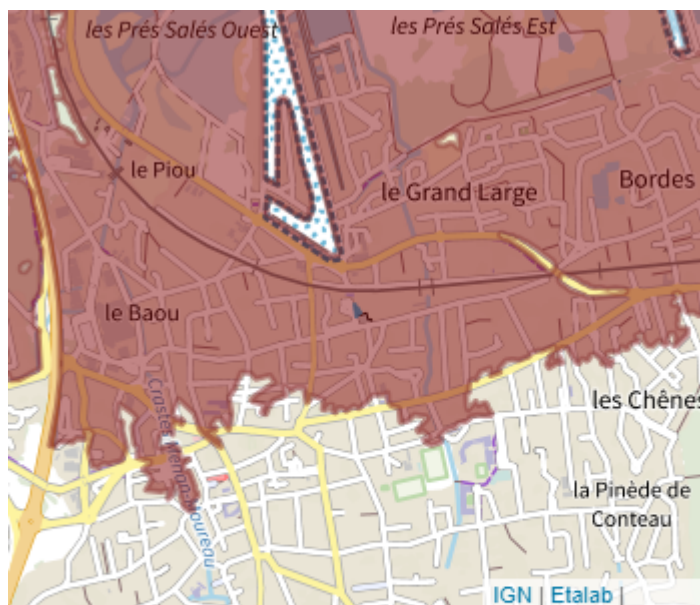 les Prés Salés Ouest
les Prés Salés Est
le Piou
le Grand Large
Bordes
le Baou
les Chênes
la Pinède de
Conteau
IGN | Etalab |